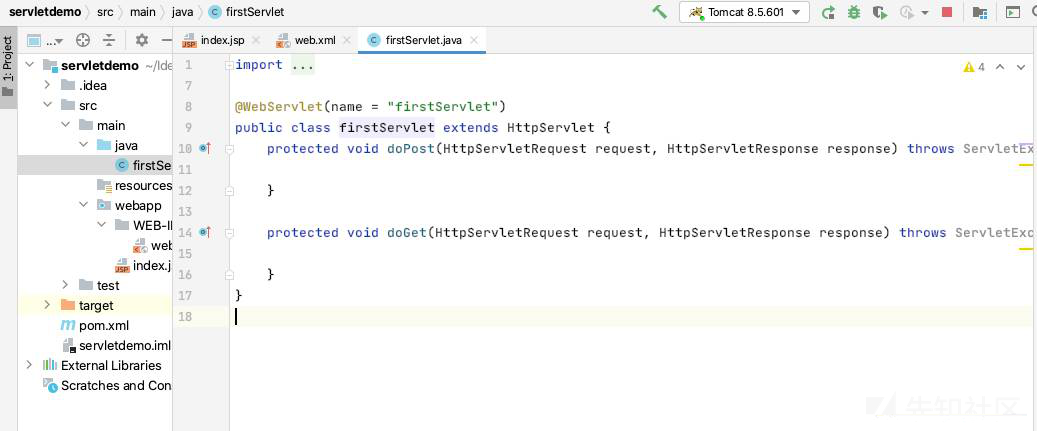 servletdemo > src > main > java > firstServlet
Tomcat 8.5.601
1: Project
index.jsp
web.xml
firstServlet.java
servletdemo ~/Ide
.idea
src
main
java
firstSe
resources
webapp
WEB-I
web
index.j
test
target
pom.xml
servletdemo.iml
External Libraries
Scratches and Con
1 import ...
4
7
8 @WebServlet(name = "firstServlet")
9 public class firstServlet extends HttpServlet {
10 protected void doPost(HttpServletRequest request, HttpServletResponse response) throws ServletEx
11
12 }
13
14 protected void doGet(HttpServletRequest request, HttpServletResponse response) throws ServletExc
15
16 }
17 }
18
先知社区